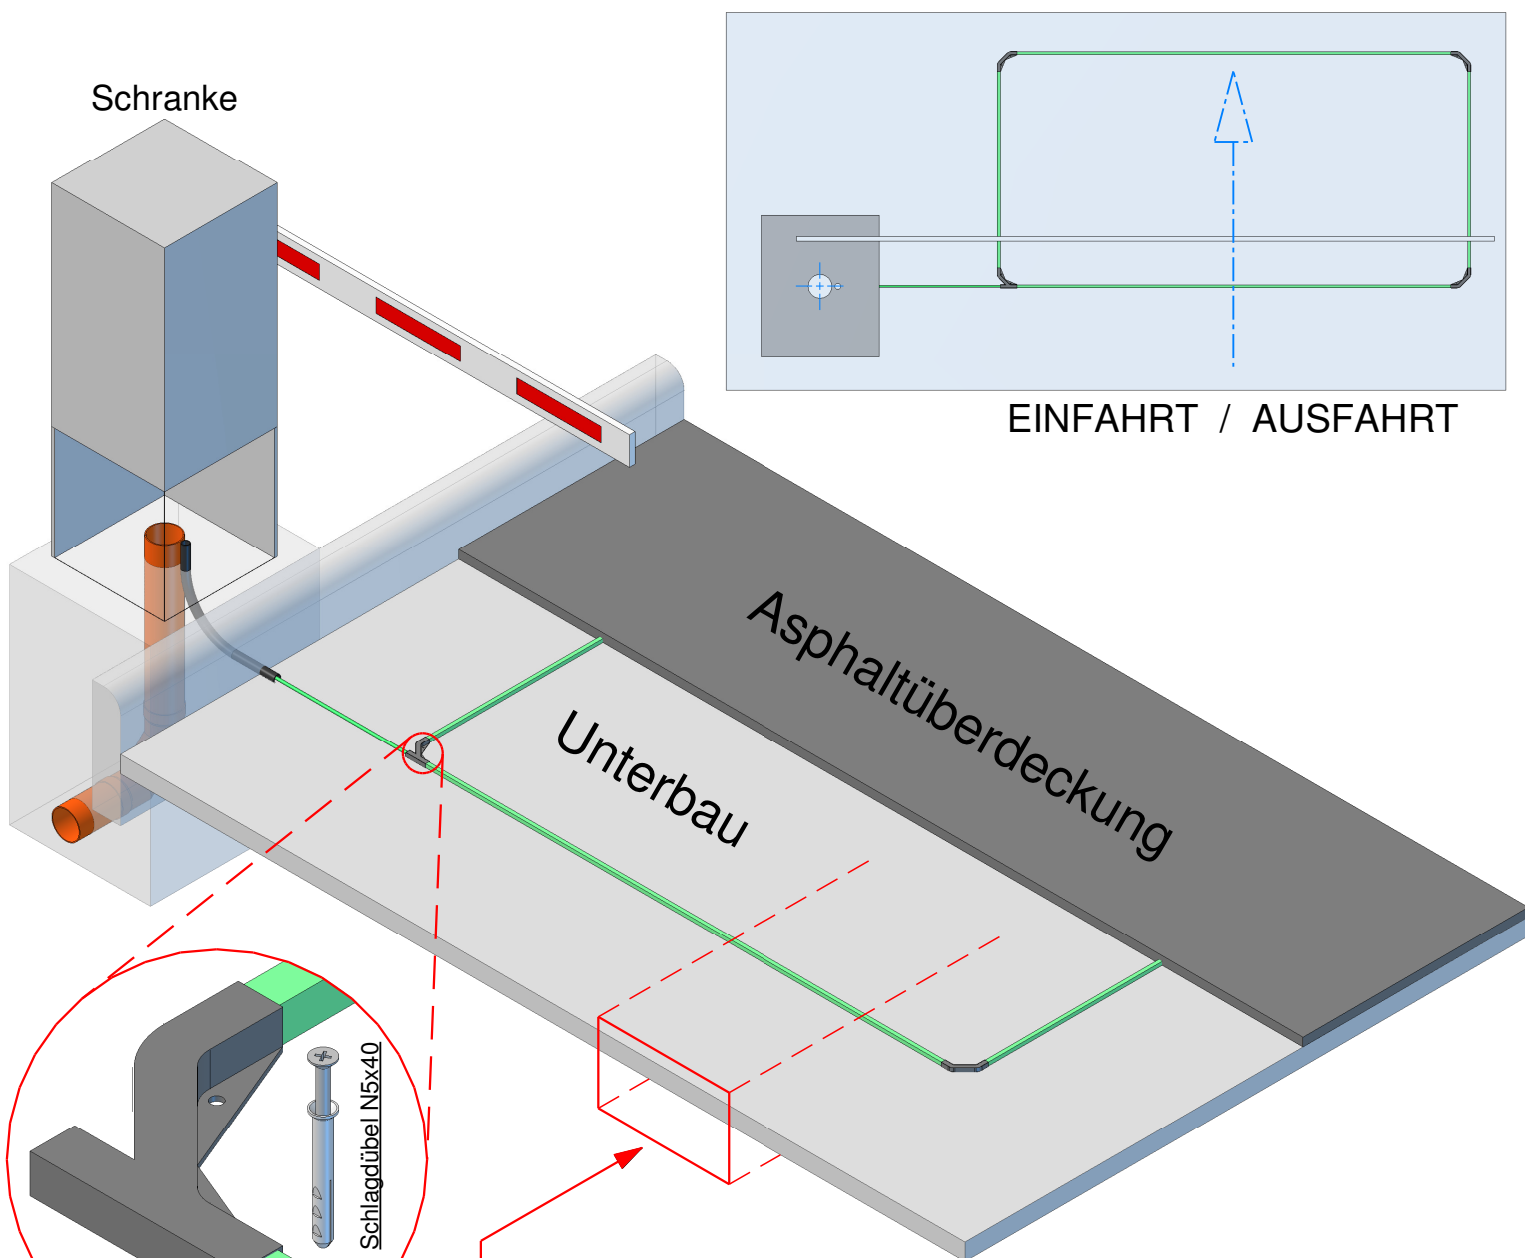 Schranke
EINFAHRT / AUSFAHRT
Asphaltüberdeckung
Unterbau
Schlagdübel N5x40